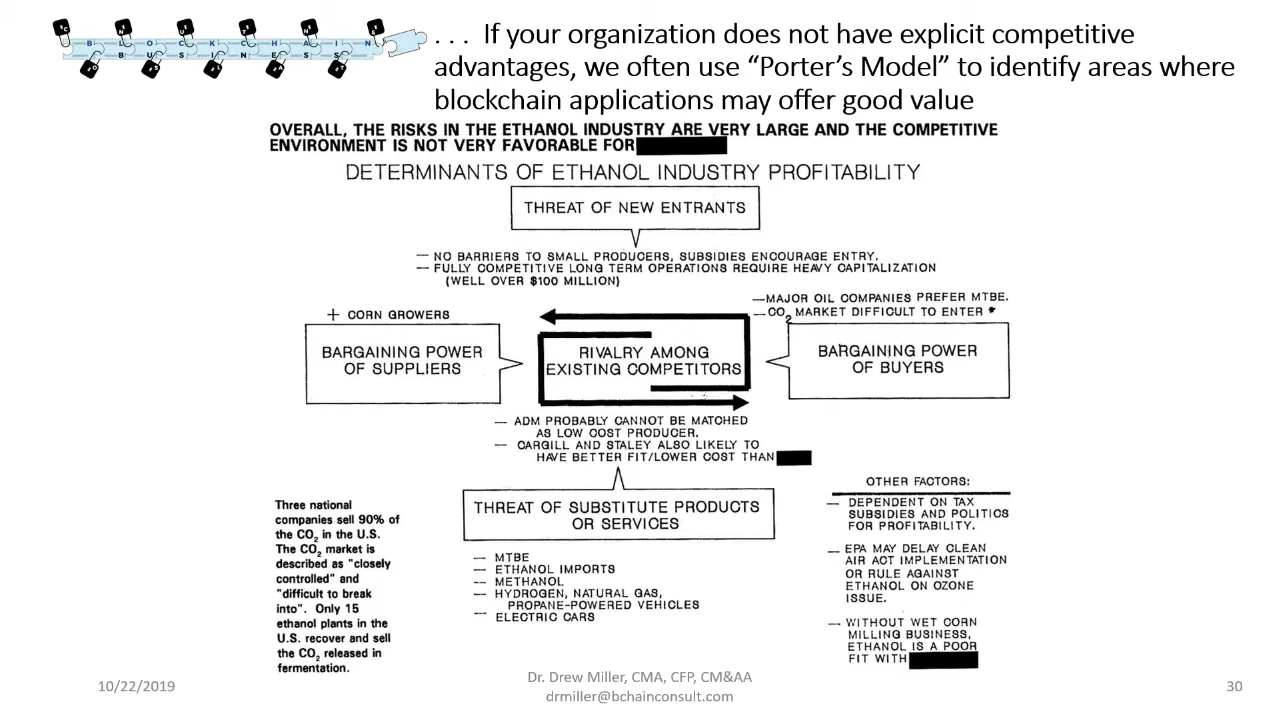 B L O C K C H A I N
B U S I N E S S
. . .  If your organization does not have explicit competitive
advantages, we often use “Porter’s Model” to identify areas where
blockchain applications may offer good value
OVERALL, THE RISKS IN THE ETHANOL INDUSTRY ARE VERY LARGE AND THE COMPETITIVE
ENVIRONMENT IS NOT VERY FAVORABLE FOR
DETERMINANTS OF ETHANOL INDUSTRY PROFITABILITY
THREAT OF NEW ENTRANTS
— NO BARRIERS TO SMALL PRODUCERS, SUBSIDIES ENCOURAGE ENTRY.
— FULLY COMPETITIVE LONG TERM OPERATIONS REQUIRE HEAVY CAPITALIZATION
(WELL OVER $100 MILLION)
+ CORN GROWERS
BARGAINING POWER
OF SUPPLIERS
RIVALRY AMONG
EXISTING COMPETITORS
—MAJOR OIL COMPANIES PREFER MTBE.
—CO₂ MARKET DIFFICULT TO ENTER *
BARGAINING POWER
OF BUYERS
— ADM PROBABLY CANNOT BE MATCHED
AS LOW COST PRODUCER.
— CARGILL AND STALEY ALSO LIKELY TO
HAVE BETTER FIT/LOWER COST THAN
THREAT OF SUBSTITUTE PRODUCTS
OR SERVICES
— MTBE
— ETHANOL IMPORTS
— METHANOL
— HYDROGEN, NATURAL GAS,
PROPANE-POWERED VEHICLES
— ELECTRIC CARS
Three national
companies sell 90% of
the CO₂ in the U.S.
The CO₂ market is
described as "closely
controlled" and
"difficult to break
into". Only 15
ethanol plants in the
U.S. recover and sell
the CO₂ released in
fermentation.
OTHER FACTORS:
— DEPENDENT ON TAX
SUBSIDIES AND POLITICS
FOR PROFITABILITY.
— EPA MAY DELAY CLEAN
AIR ACT IMPLEMENTATION
OR RULE AGAINST
ETHANOL ON OZONE
ISSUE.
— WITHOUT WET CORN
MILLING BUSINESS,
ETHANOL IS A POOR
FIT WITH
10/22/2019
Dr. Drew Miller, CMA, CFP, CM&AA
drmiller@bchainconsult.com
30